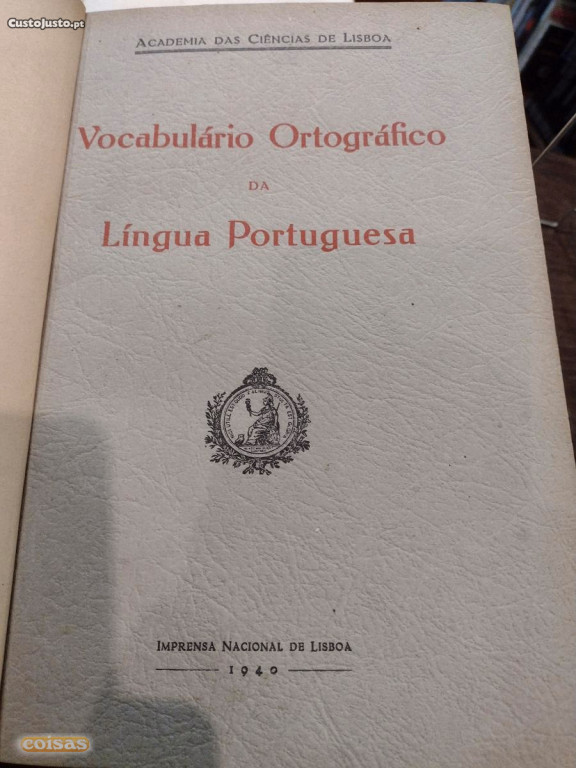 CustoJusto.pt
ACADEMIA DAS CIÊNCIAS DE LISBOA
Vocabulário Ortográfico
DA
Língua Portuguesa
IMPRENSA NACIONAL DE LISBOA
1940
coisas